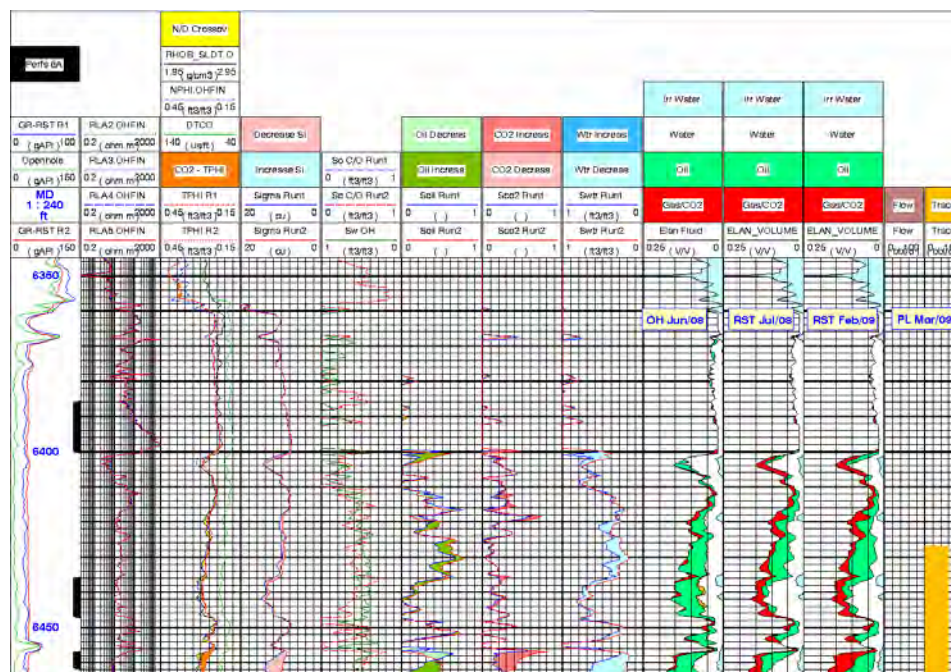 N/D Crossov
RHOB_SLDT.O
1.95 ( g/cm3 ) 2.95
NPHI.OHFIN
0.45 ( ft3/ft3 ) 0.15
Perfs 6A
GR-RST R1
0 ( gAPI ) 100
Openhole
0 ( gAPI ) 150
MD
1 : 240
ft
GR-RST R2
0 ( gAPI ) 150
RLA2.OHFIN
0.2 ( ohm.m ) 2000
RLA3.OHFIN
0.2 ( ohm.m ) 2000
RLA4.OHFIN
0.2 ( ohm.m ) 2000
RLA5.OHFIN
0.2 ( ohm.m ) 2000
DTCO
140 ( us/ft ) 40
CO2 - TPHI
TPHI R1
0.45 ( ft3/ft3 ) 0.15
TPHI R2
0.45 ( ft3/ft3 ) 0.15
Decrease Si
Increase Si
Sigma Run1
20 ( cu ) 0
Sigma Run2
20 ( cu ) 0
So C/O Run1
0 ( ft3/ft3 ) 1
So C/O Run2
0 ( ft3/ft3 ) 1
Sw OH
1 ( ft3/ft3 ) 0
Oil Decreas
Oil Increas
Soil Run1
0 ( ) 1
Soil Run2
0 ( ) 1
CO2 Increas
CO2 Decreas
Sco2 Run1
0 ( ) 1
Sco2 Run2
0 ( ) 1
Wtr Increas
Wtr Decreas
Swtr Run1
1 ( ft3/ft3 ) 0
Swtr Run2
1 ( ft3/ft3 ) 0
Irr Water
Water
Oil
Gas/CO2
Elan Fluid
0.25 ( V/V ) 0
Irr Water
Water
Oil
Gas/CO2
ELAN_VOLUME
0.25 ( V/V ) 0
Irr Water
Water
Oil
Gas/CO2
ELAN_VOLUME
0.25 ( V/V ) 0
Flow
Flow
Trac
Trac
6350
OH Jun/08
RST Jul/08
RST Feb/09
PL Mar/09
6400
6450